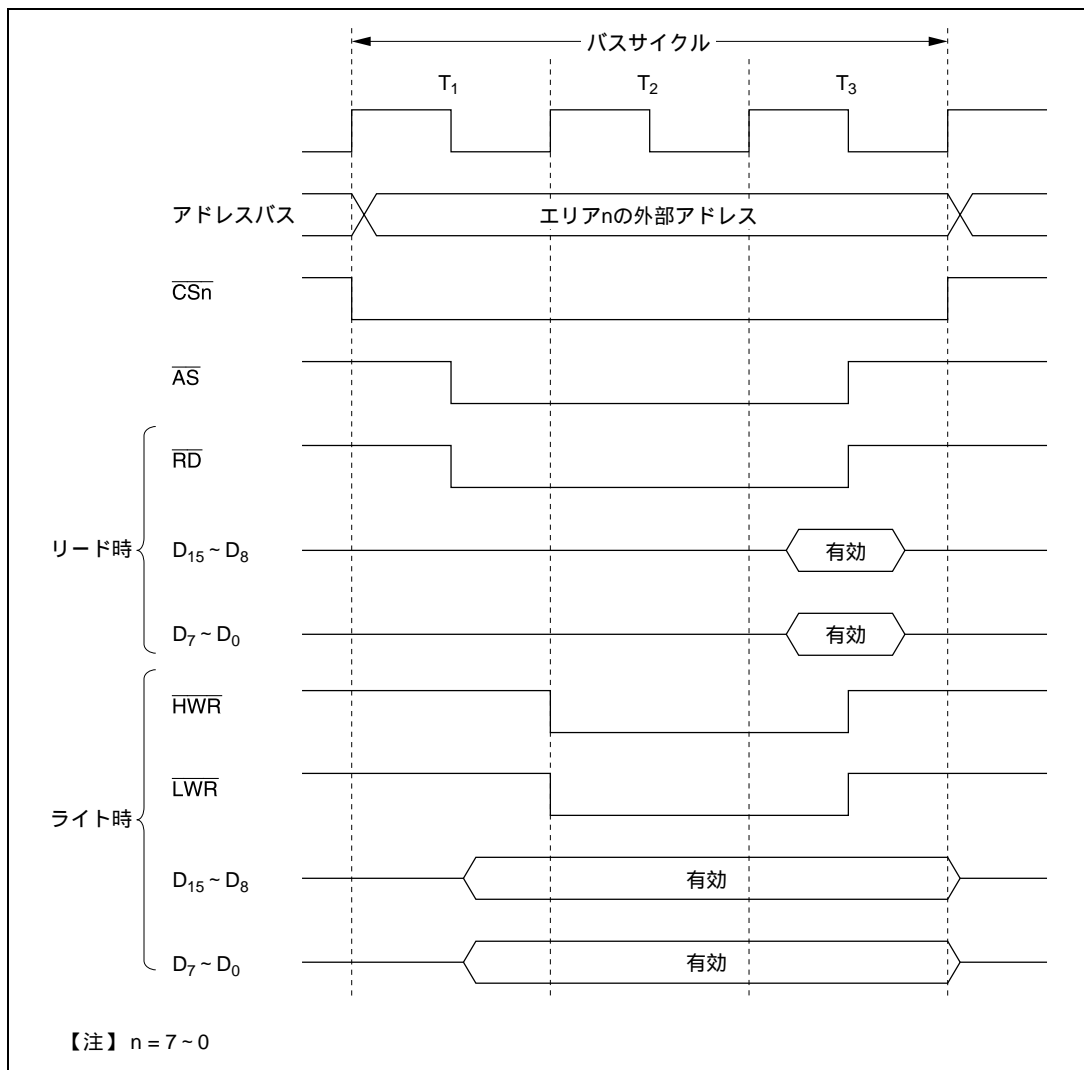 バスサイクル
T1 T2 T3
アドレスバス
エリアnの外部アドレス
CSn
AS
リード時
RD
D15 ~ D8
有効
D7 ~ D0
有効
ライト時
HWR
LWR
D15 ~ D8
有効
D7 ~ D0
有効
【注】 n = 7 ~ 0